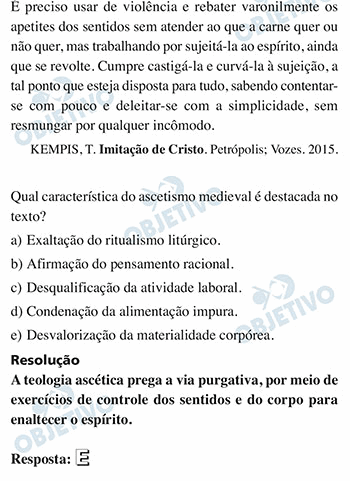 É preciso usar de violência e rebater varonilmente os
apetites dos sentidos sem atender ao que a carne quer ou
não quer, mas trabalhando por sujeitá-la ao espírito, ainda
que se revolte. Cumpre castigá-la e curvá-la à sujeição, a
tal ponto que esteja disposta para tudo, sabendo contentar-
se com pouco e deleitar-se com a simplicidade, sem
resmungar por qualquer incômodo.
KEMPIS, T. Imitação de Cristo. Petrópolis; Vozes. 2015.
Qual característica do ascetismo medieval é destacada no
texto?
a) Exaltação do ritualismo litúrgico.
b) Afirmação do pensamento racional.
c) Desqualificação da atividade laboral.
d) Condenação da alimentação impura.
e) Desvalorização da materialidade corpórea.
Resolução
A teologia ascética prega a via purgativa, por meio de
exercícios de controle dos sentidos e do corpo para
enaltecer o espírito.
Resposta: E
OBJETIVO
OBJETIVO
OBJETIVO
OBJETIVO
OBJETIVO